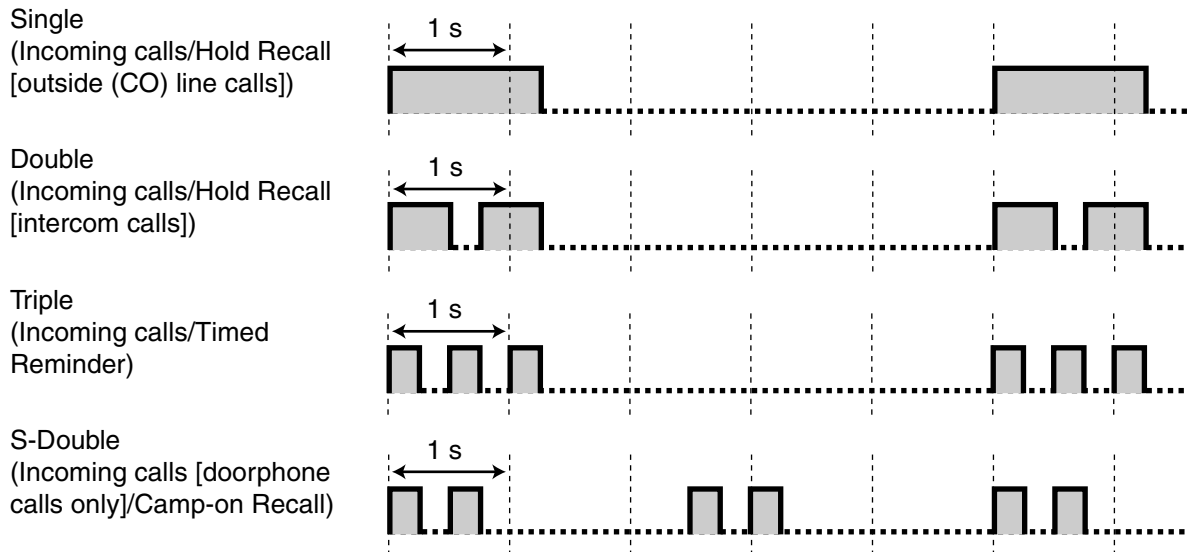 Single
(Incoming calls/Hold Recall
[outside (CO) line calls])
1 s
Double
(Incoming calls/Hold Recall
[intercom calls])
1 s
Triple
(Incoming calls/Timed
Reminder)
1 s
S-Double
(Incoming calls [doorphone
calls only]/Camp-on Recall)
1 s